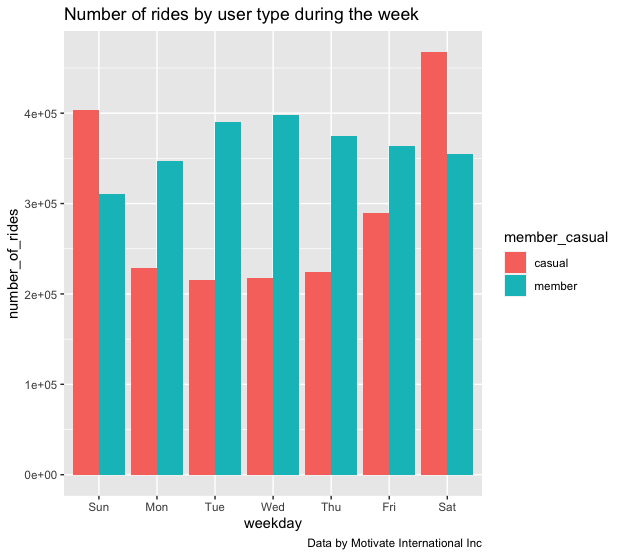 Number of rides by user type during the week
number_of_rides
4e+05
3e+05
2e+05
1e+05
0e+00
Sun Mon Tue Wed Thu Fri Sat
weekday
member_casual
casual
member
Data by Motivate International Inc